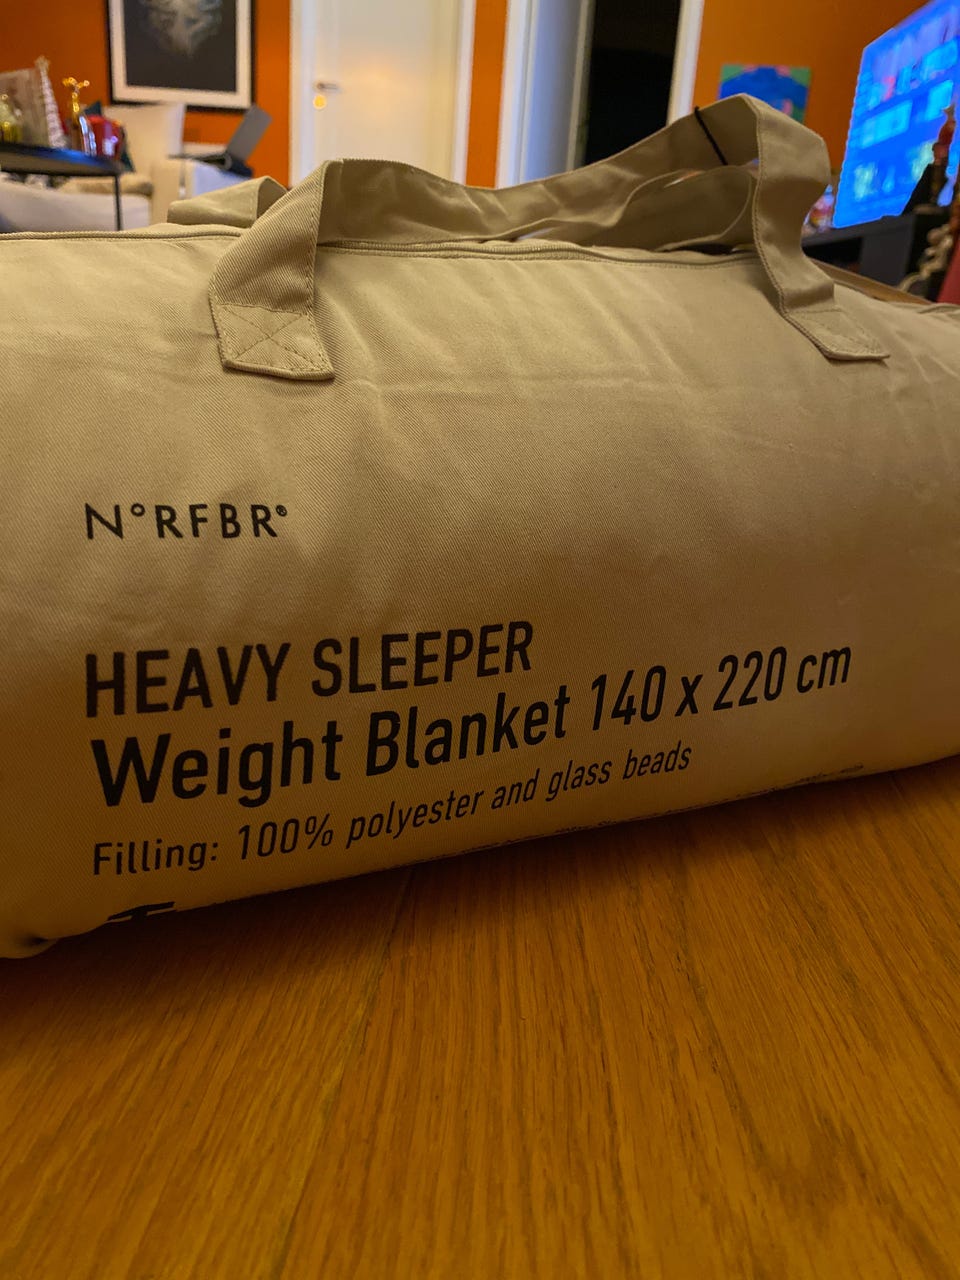 N°RFBR®
HEAVY SLEEPER
Weight Blanket 140 x 220 cm
Filling: 100% polyester and glass beads